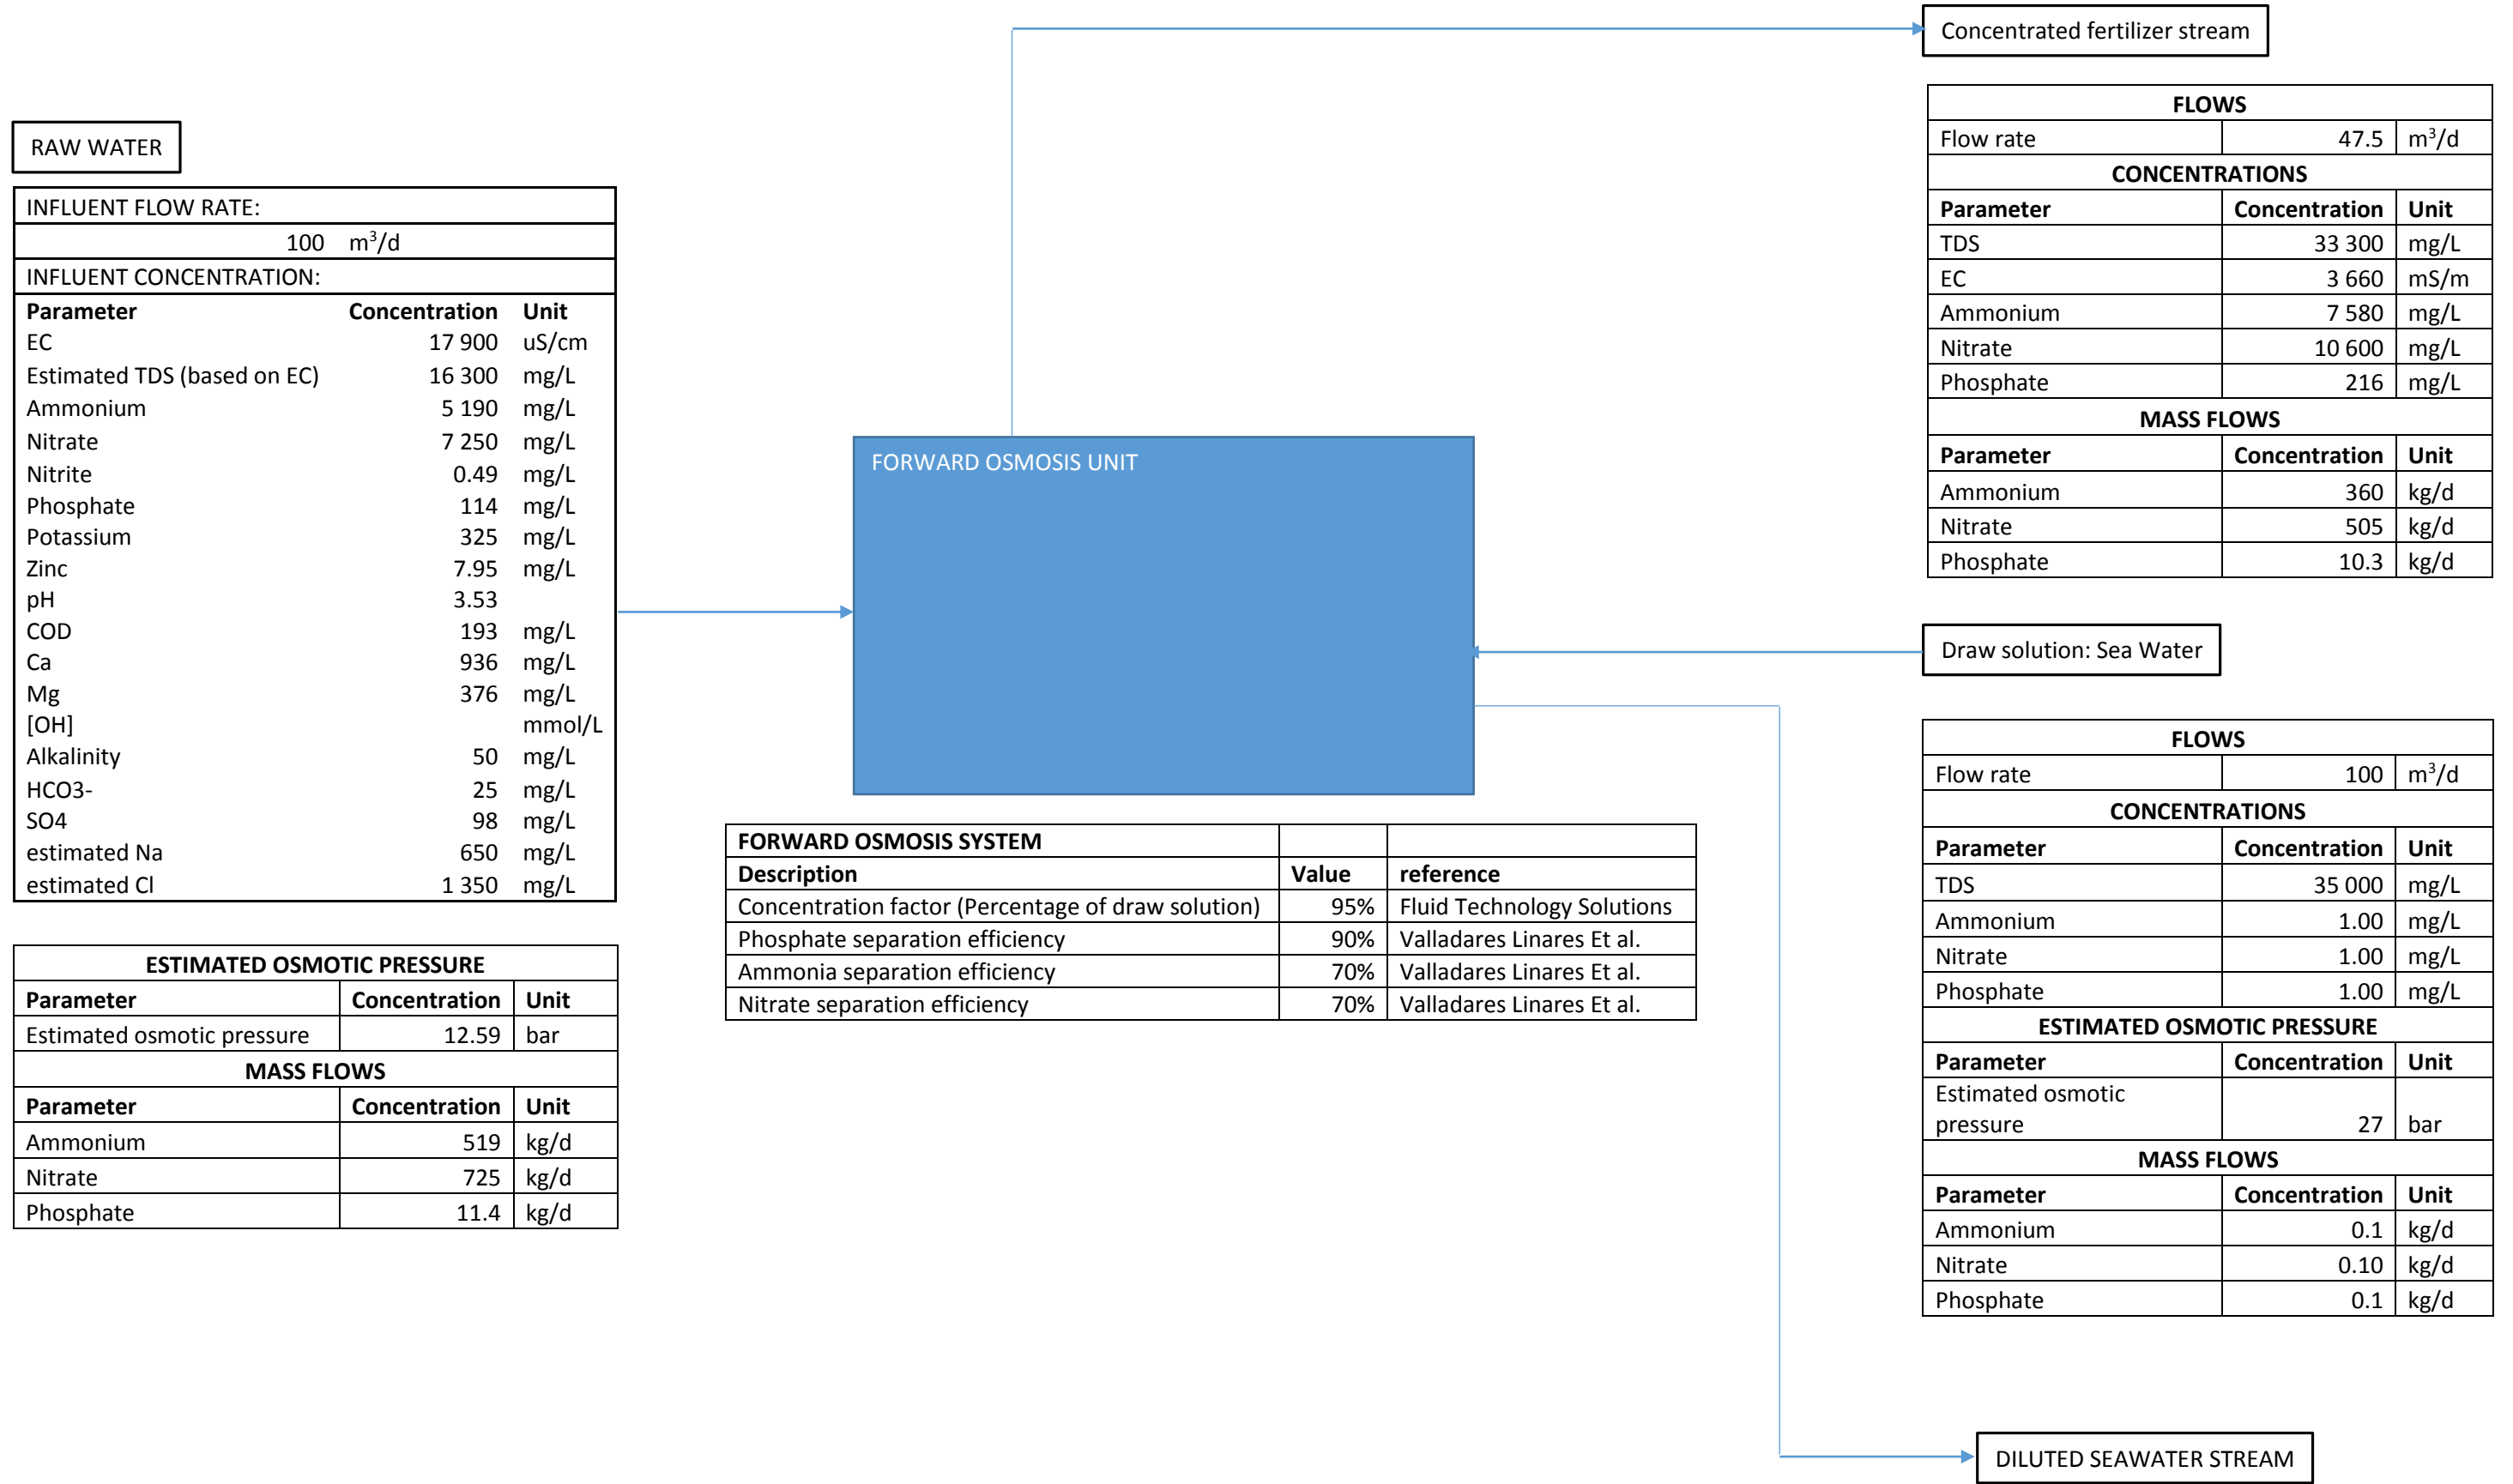 Concentrated fertilizer stream
RAW WATER
INFLUENT FLOW RATE:
100 m³/d
INFLUENT CONCENTRATION:
Parameter Concentration Unit
EC 17 900 uS/cm
Estimated TDS (based on EC) 16 300 mg/L
Ammonium 5 190 mg/L
Nitrate 7 250 mg/L
Nitrite 0.49 mg/L
Phosphate 114 mg/L
Potassium 325 mg/L
Zinc 7.95 mg/L
pH 3.53
COD 193 mg/L
Ca 936 mg/L
Mg 376 mg/L
[OH] mmol/L
Alkalinity 50 mg/L
HCO3- 25 mg/L
SO4 98 mg/L
estimated Na 650 mg/L
estimated Cl 1 350 mg/L
ESTIMATED OSMOTIC PRESSURE
Parameter Concentration Unit
Estimated osmotic pressure 12.59 bar
MASS FLOWS
Parameter Concentration Unit
Ammonium 519 kg/d
Nitrate 725 kg/d
Phosphate 11.4 kg/d
FORWARD OSMOSIS UNIT
FORWARD OSMOSIS SYSTEM
Description Value reference
Concentration factor (Percentage of draw solution) 95% Fluid Technology Solutions
Phosphate separation efficiency 90% Valladares Linares Et al.
Ammonia separation efficiency 70% Valladares Linares Et al.
Nitrate separation efficiency 70% Valladares Linares Et al.
FLOWS
Flow rate 47.5 m³/d
CONCENTRATIONS
Parameter Concentration Unit
TDS 33 300 mg/L
EC 3 660 mS/m
Ammonium 7 580 mg/L
Nitrate 10 600 mg/L
Phosphate 216 mg/L
MASS FLOWS
Parameter Concentration Unit
Ammonium 360 kg/d
Nitrate 505 kg/d
Phosphate 10.3 kg/d
Draw solution: Sea Water
FLOWS
Flow rate 100 m³/d
CONCENTRATIONS
Parameter Concentration Unit
TDS 35 000 mg/L
Ammonium 1.00 mg/L
Nitrate 1.00 mg/L
Phosphate 1.00 mg/L
ESTIMATED OSMOTIC PRESSURE
Parameter Concentration Unit
Estimated osmotic
pressure 27 bar
MASS FLOWS
Parameter Concentration Unit
Ammonium 0.1 kg/d
Nitrate 0.10 kg/d
Phosphate 0.1 kg/d
DILUTED SEAWATER STREAM